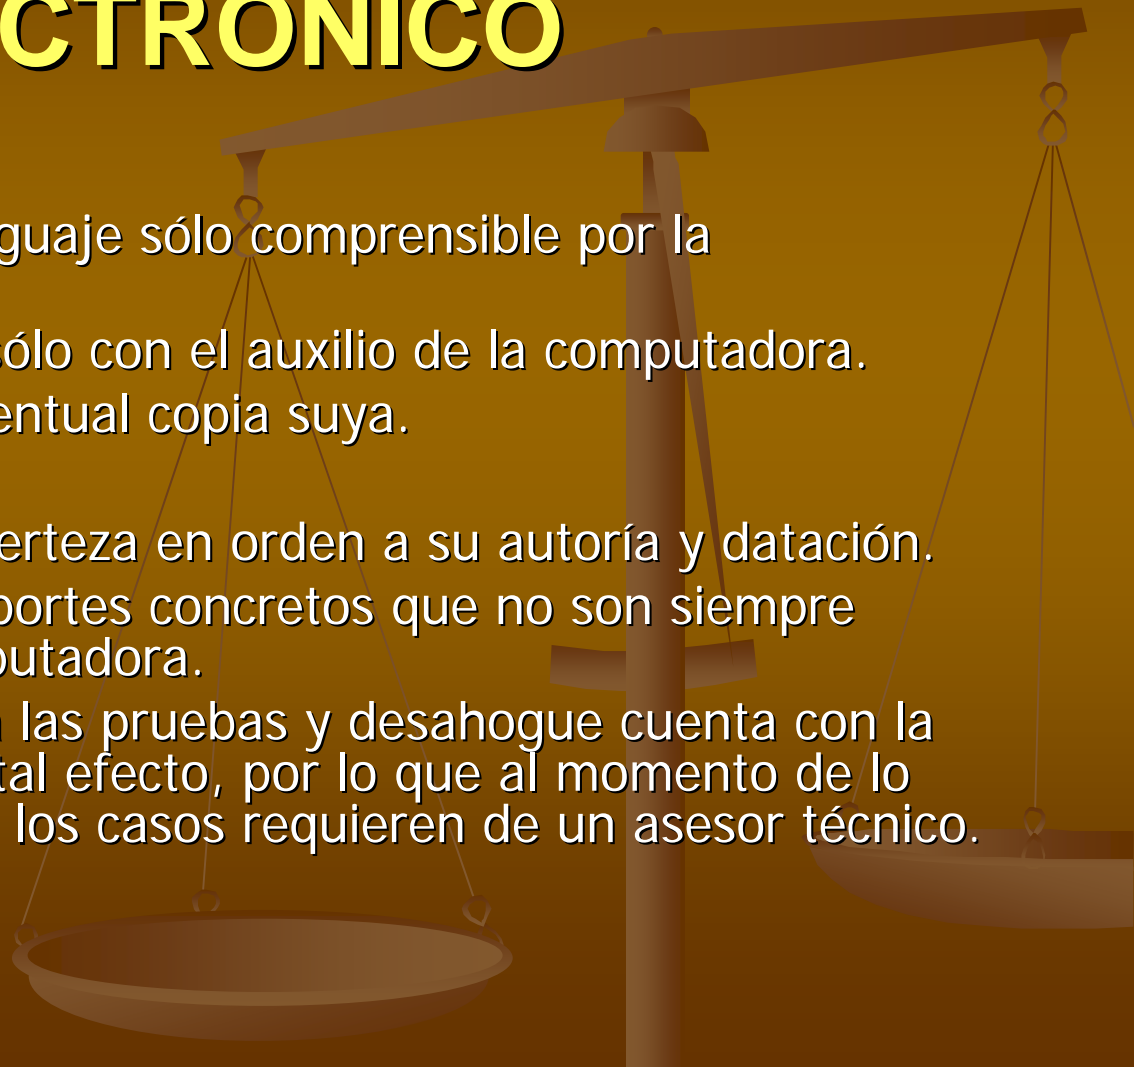 CTRÓNICO
guaje sólo comprensible por la
sólo con el auxilio de la computadora.
entual copia suya.
erteza en orden a su autoría y datación.
portes concretos que no son siempre
putadora.
a las pruebas y desahogue cuenta con la
tal efecto, por lo que al momento de lo
los casos requieren de un asesor técnico.